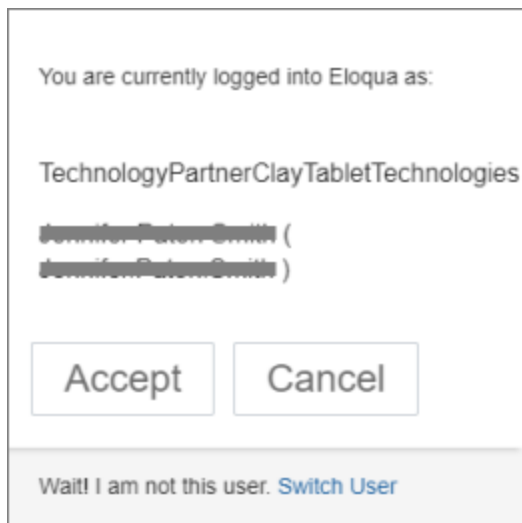 You are currently logged into Eloqua as:
TechnologyPartnerClayTabletTechnologies
(
)
Accept
Cancel
Wait! I am not this user. Switch User